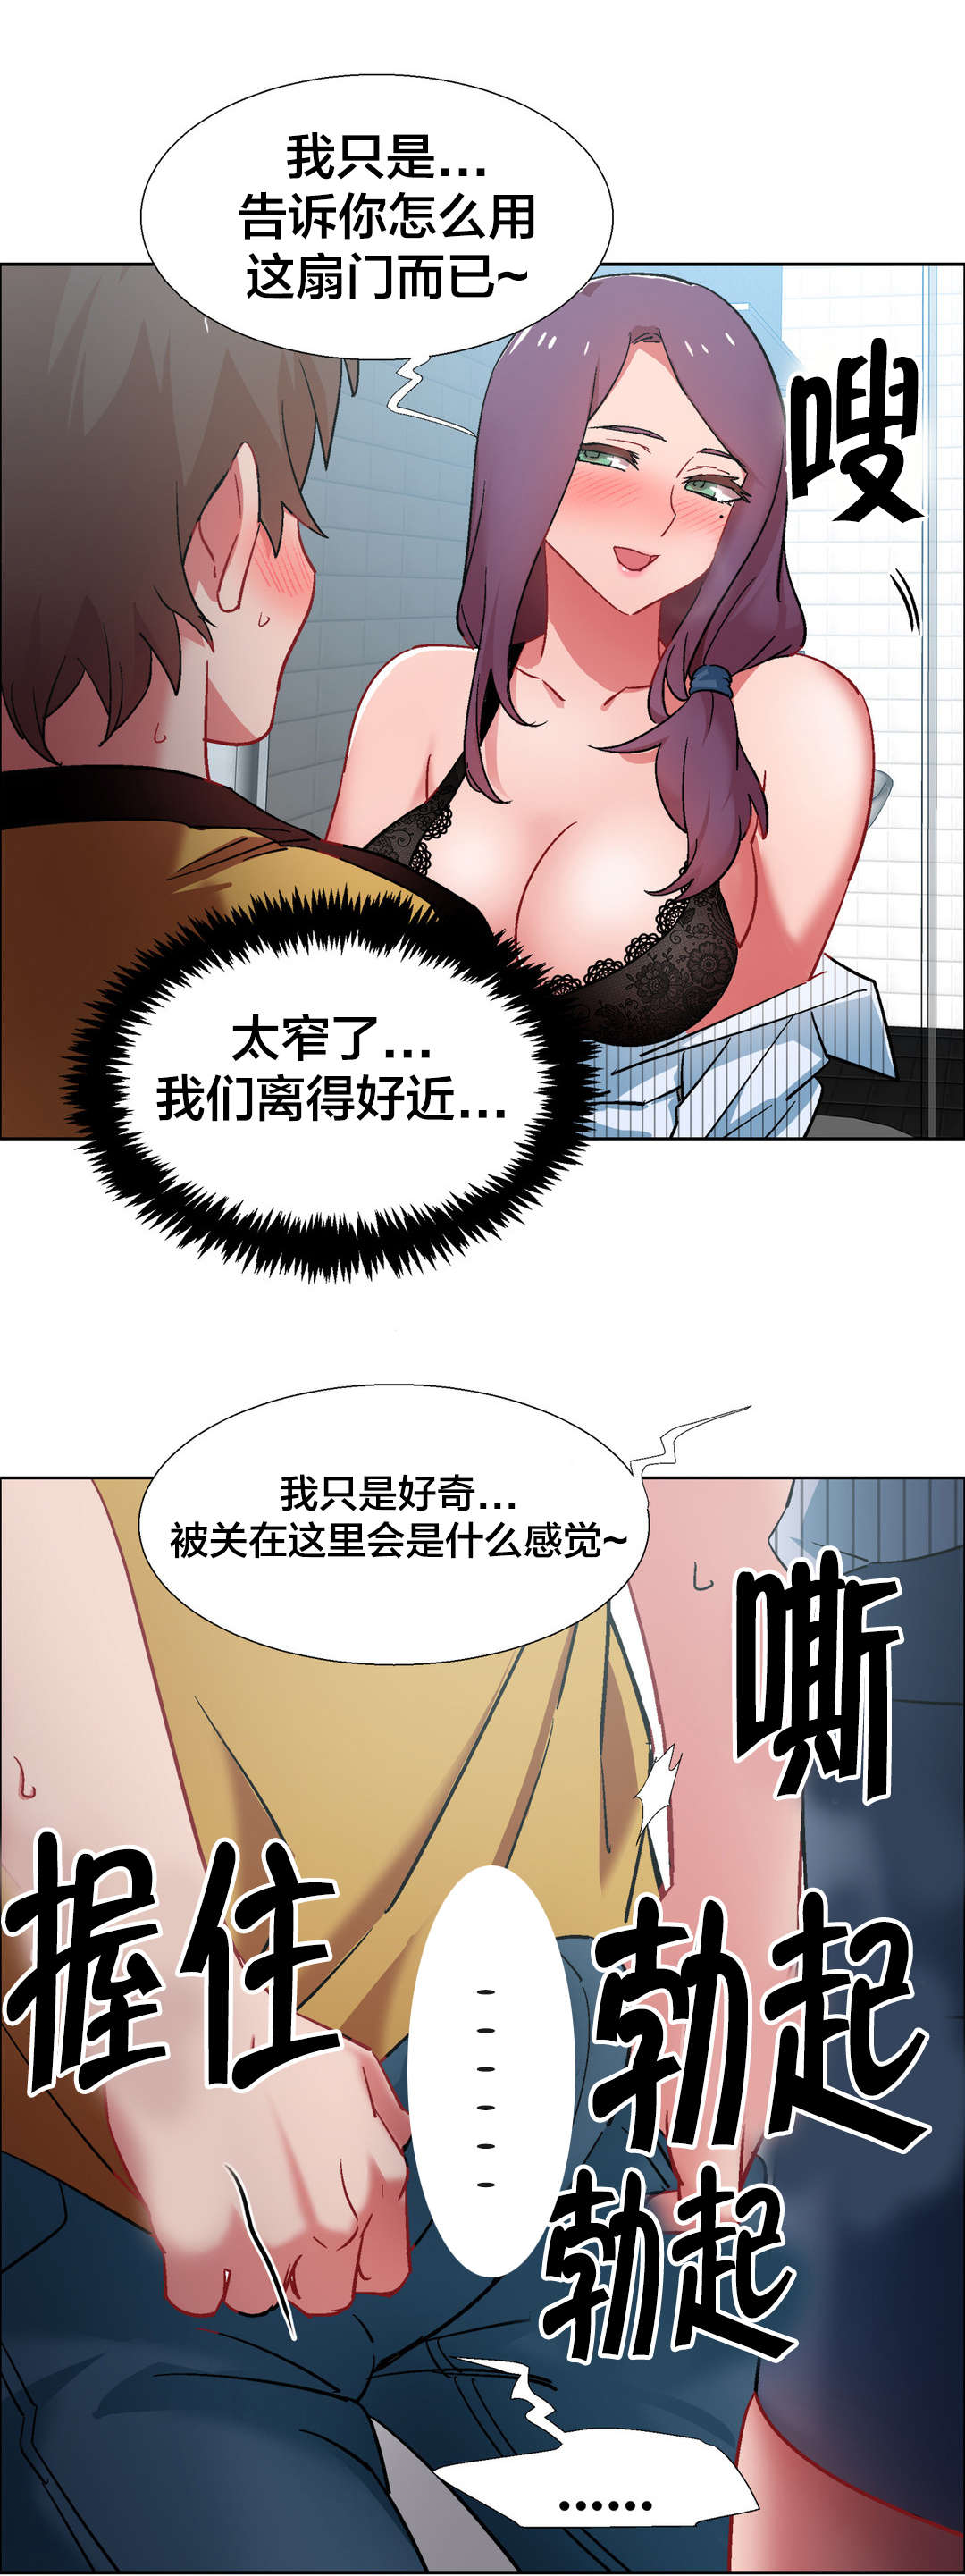 我只是...
告诉你怎么用
这扇门而已~
嗖
太窄了...
我们离得好近...
我只是好奇...
被关在这里会是什么感觉~
嘶
握住
......
勃起
勃起
......